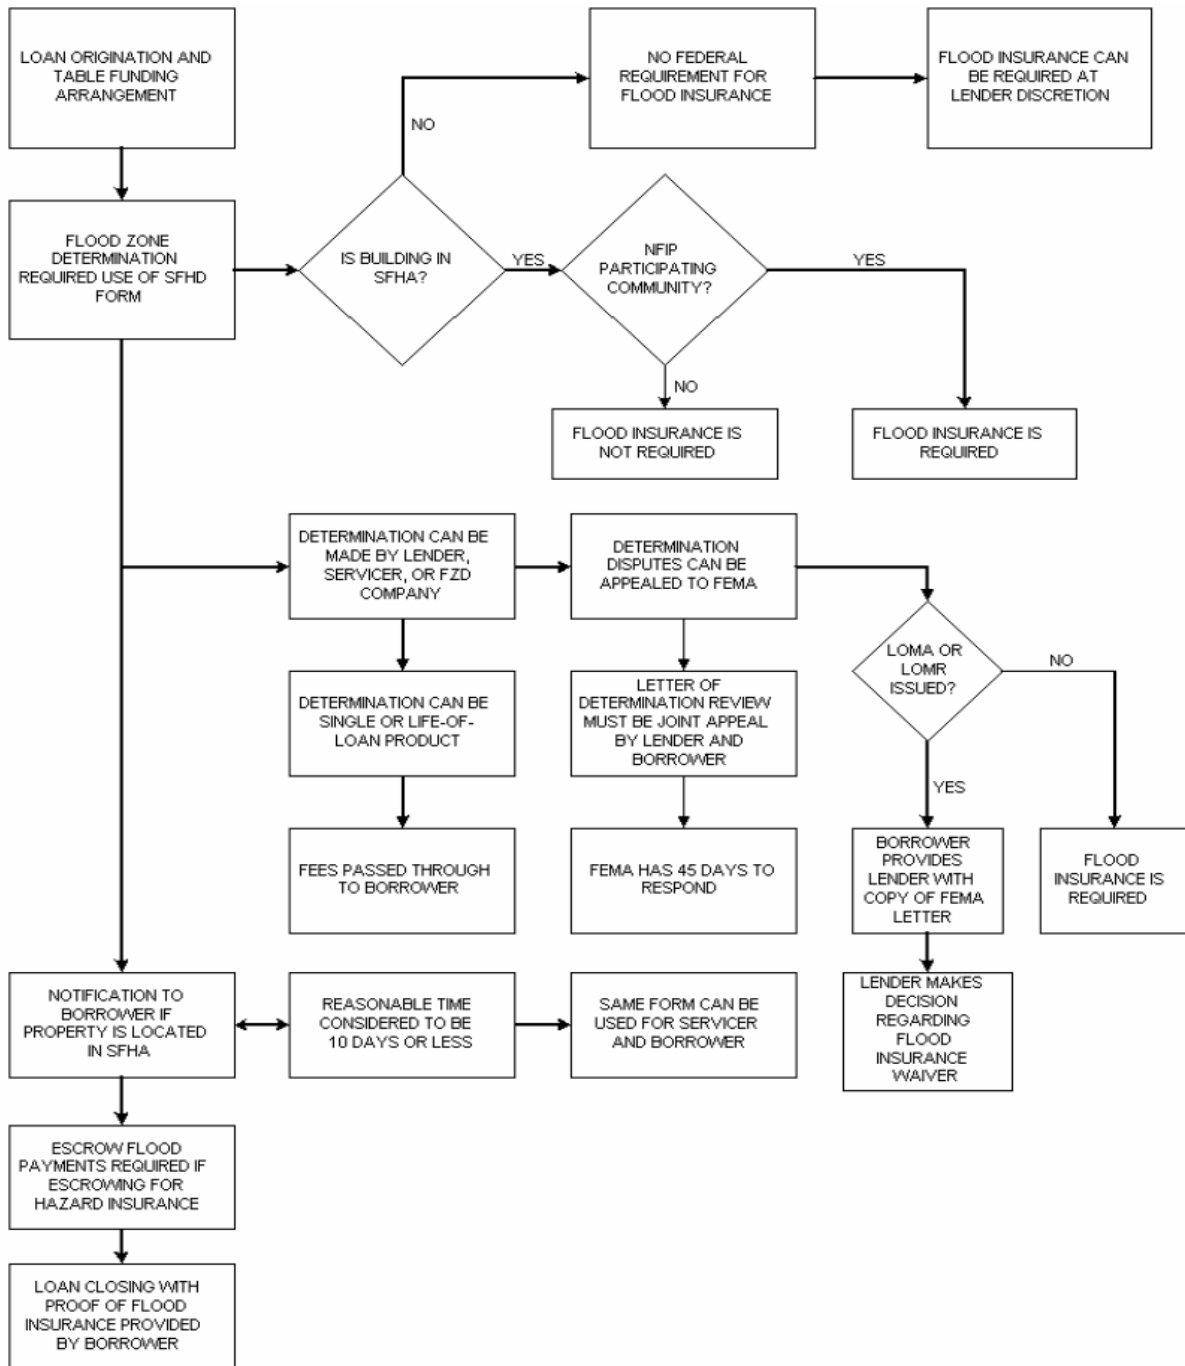 LOAN ORIGINATION AND
TABLE FUNDING
ARRANGEMENT
NO FEDERAL
REQUIREMENT FOR
FLOOD INSURANCE
FLOOD INSURANCE CAN
BE REQUIRED AT
LENDER DISCRETION
NO
FLOOD ZONE
DETERMINATION
REQUIRED USE OF SFHD
FORM
IS BUILDING IN
SFHA?
YES
NFIP
PARTICIPATING
COMMUNITY?
YES
NO
FLOOD INSURANCE IS
NOT REQUIRED
FLOOD INSURANCE IS
REQUIRED
DETERMINATION CAN BE
MADE BY LENDER,
SERVICER, OR FZD
COMPANY
DETERMINATION
DISPUTES CAN BE
APPEALED TO FEMA
LOMA OR
LOMR
ISSUED?
NO
DETERMINATION CAN BE
SINGLE OR LIFE-OF-
LOAN PRODUCT
LETTER OF
DETERMINATION REVIEW
MUST BE JOINT APPEAL
BY LENDER AND
BORROWER
YES
FEES PASSED THROUGH
TO BORROWER
FEMA HAS 45 DAYS TO
RESPOND
BORROWER
PROVIDES
LENDER WITH
COPY OF FEMA
LETTER
FLOOD
INSURANCE IS
REQUIRED
NOTIFICATION TO
BORROWER IF
PROPERTY IS LOCATED
IN SFHA
REASONABLE TIME
CONSIDERED TO BE
10 DAYS OR LESS
SAME FORM CAN BE
USED FOR SERVICER
AND BORROWER
LENDER MAKES
DECISION
REGARDING
FLOOD
INSURANCE
WAIVER
ESCROW FLOOD
PAYMENTS REQUIRED IF
ESCROWING FOR
HAZARD INSURANCE
LOAN CLOSING WITH
PROOF OF FLOOD
INSURANCE PROVIDED
BY BORROWER